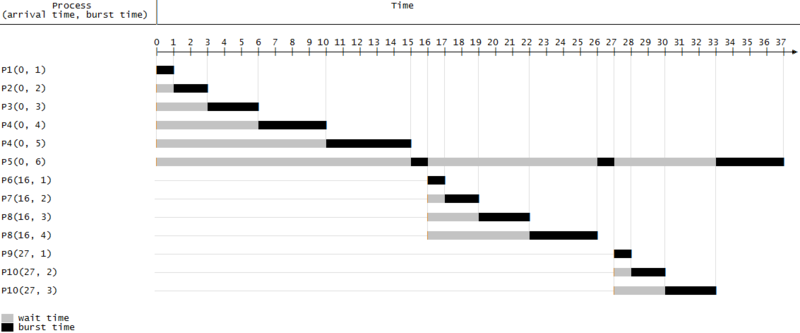 Process
(arrival time, burst time)
Time
0 1 2 3 4 5 6 7 8 9 10 11 12 13 14 15 16 17 18 19 20 21 22 23 24 25 26 27 28 29 30 31 32 33 34 35 36 37
P1(0, 1)
P2(0, 2)
P3(0, 3)
P4(0, 4)
P4(0, 5)
P5(0, 6)
P6(16, 1)
P7(16, 2)
P8(16, 3)
P8(16, 4)
P9(27, 1)
P10(27, 2)
P10(27, 3)
wait time
burst time